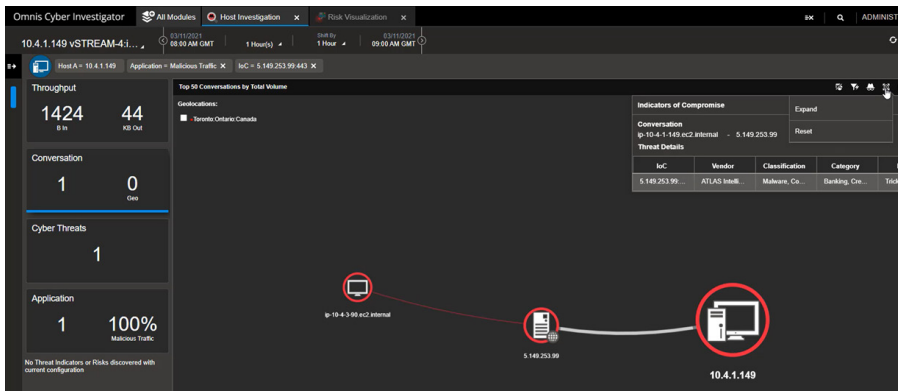 Omnis Cyber Investigator
All Modules
Host Investigation x
Risk Visualization x
ADMINIST
10.4.1.149 vSTREAM-4:i...
03/11/2021
08:00 AM GMT
1 Hour(s)
Shift By
1 Hour
03/11/2021
09:00 AM GMT
Host A = 10.4.1.149
Application = Malicious Traffic X
IoC = 5.149.253.99:443 X
Throughput
1424
B In
44
KB Out
Conversation
1
0
Geo
Cyber Threats
1
Application
1
100%
Malicious Traffic
No Threat Indicators or Risks discovered with
current configuration
Top 50 Conversations by Total Volume
Geolocations:
- Toronto:Ontario:Canada
Indicators of Compromise
Conversation
ip-10-4-1-149.ec2.internal - 5.149.253.99
Threat Details
IoC Vendor Classification Category
5.149.253.99:... ATLAS Intelli... Malware, Co... Banking, Cre... Trick
Expand
Reset
ip-10-4-3-90.ec2.internal
5.149.253.99
10.4.1.149